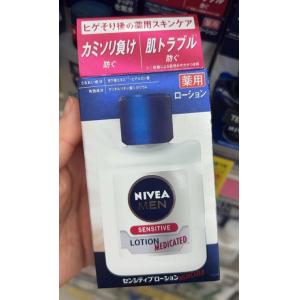 ヒゲそり後の薬用スキンケア
カミソリ負け
防ぐ
肌トラブル
防ぐ
薬用
ローション
NIVEA
MEN
SENSITIVE
LOTION MEDICATED
センシティブローション